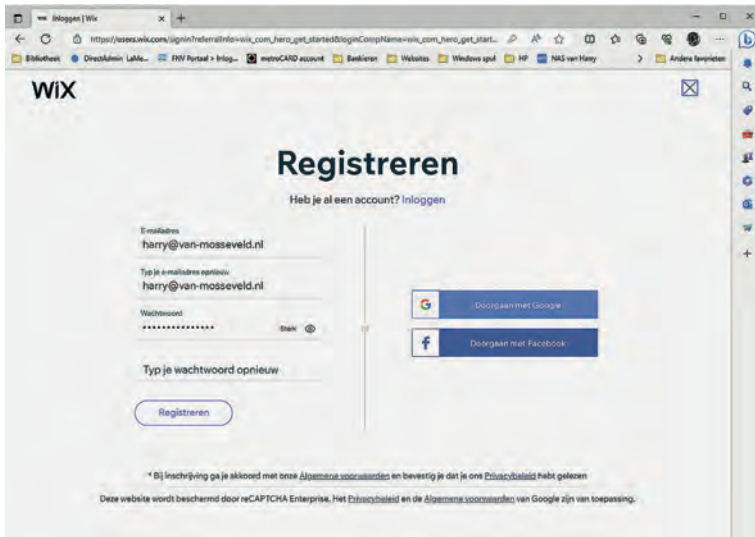 Inloggen | Wix
https://users.wix.com/signin?referralInfo=wix_com_hero_get_started&loginCompName=wix_com_hero_get_start...
Bibliotheek DirectAdmin LaMe... FNV Portaal > Inlog... metroCARD account Bankieren Websites Windows spul HP NAS van Harry Andere favorieten
WiX
Registreren
Heb je al een account? Inloggen
E-mailadres
harry@van-mosseveld.nl
Typ je e-mailadres opnieuw
harry@van-mosseveld.nl
Wachtwoord
Sterk
Typ je wachtwoord opnieuw
Registreren
of
G Doorgaan met Google
f Doorgaan met Facebook
* Bij inschrijving ga je akkoord met onze Algemene voorwaarden en bevestig je dat je ons Privacybeleid hebt gelezen
Deze website wordt beschermd door reCAPTCHA Enterprise. Het Privacybeleid en de Algemene voorwaarden van Google zijn van toepassing.